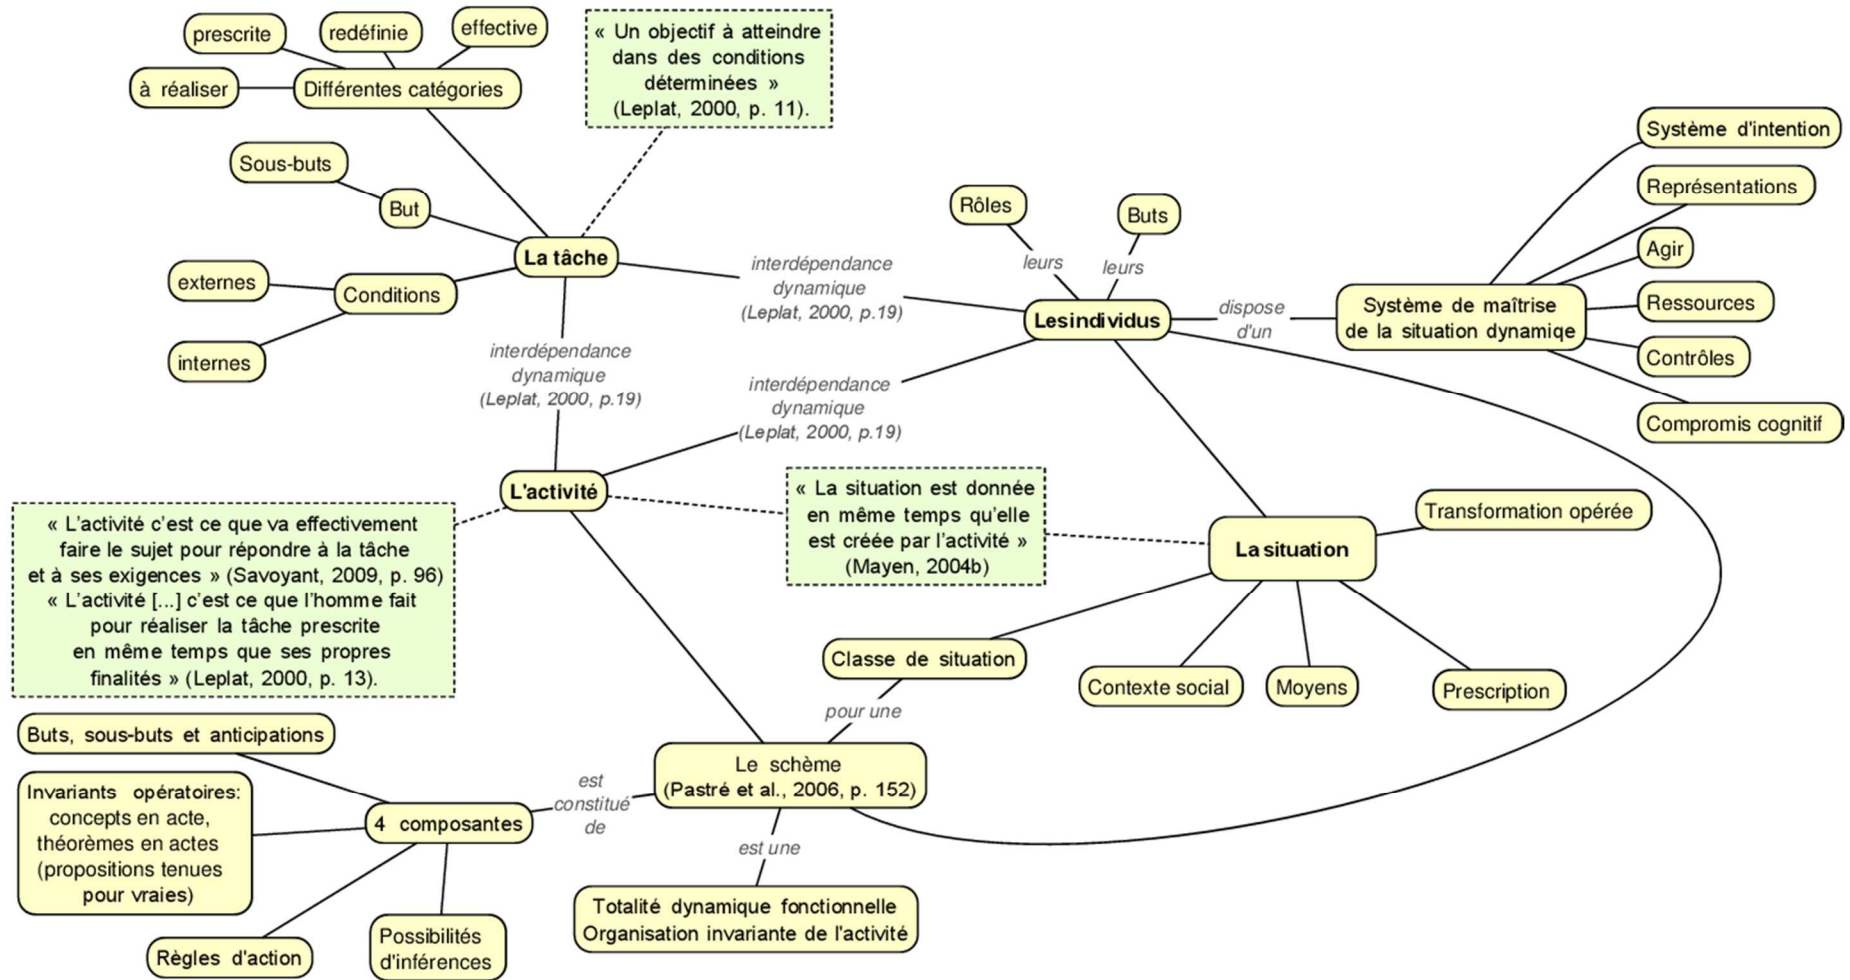 prescrite
redéfinie
effective
à réaliser
Différentes catégories
« Un objectif à atteindre
dans des conditions
déterminées »
(Leplat, 2000, p. 11).
Sous-buts
But
La tâche
externes
Conditions
internes
interdépendance
dynamique
(Leplat, 2000, p.19)
interdépendance
dynamique
(Leplat, 2000, p.19)
interdépendance
dynamique
(Leplat, 2000, p.19)
Rôles
Buts
leurs
leurs
Lesindividus
dispose
d'un
Système de maîtrise
de la situation dynamiqe
Système d'intention
Représentations
Agir
Ressources
Contrôles
Compromis cognitif
L'activité
« L’activité c’est ce que va effectivement
faire le sujet pour répondre à la tâche
et à ses exigences » (Savoyant, 2009, p. 96)
« L’activité [...] c’est ce que l’homme fait
pour réaliser la tâche prescrite
en même temps que ses propres
finalités » (Leplat, 2000, p. 13).
« La situation est donnée
en même temps qu’elle
est créée par l’activité »
(Mayen, 2004b)
La situation
Transformation opérée
Classe de situation
Contexte social
Moyens
Prescription
pour une
Le schème
(Pastré et al., 2006, p. 152)
est
constitué
de
4 composantes
Buts, sous-buts et anticipations
Invariants opératoires:
concepts en acte,
théorèmes en actes
(propositions tenues
pour vraies)
Règles d'action
Possibilités
d'inférences
est une
Totalité dynamique fonctionnelle
Organisation invariante de l'activité